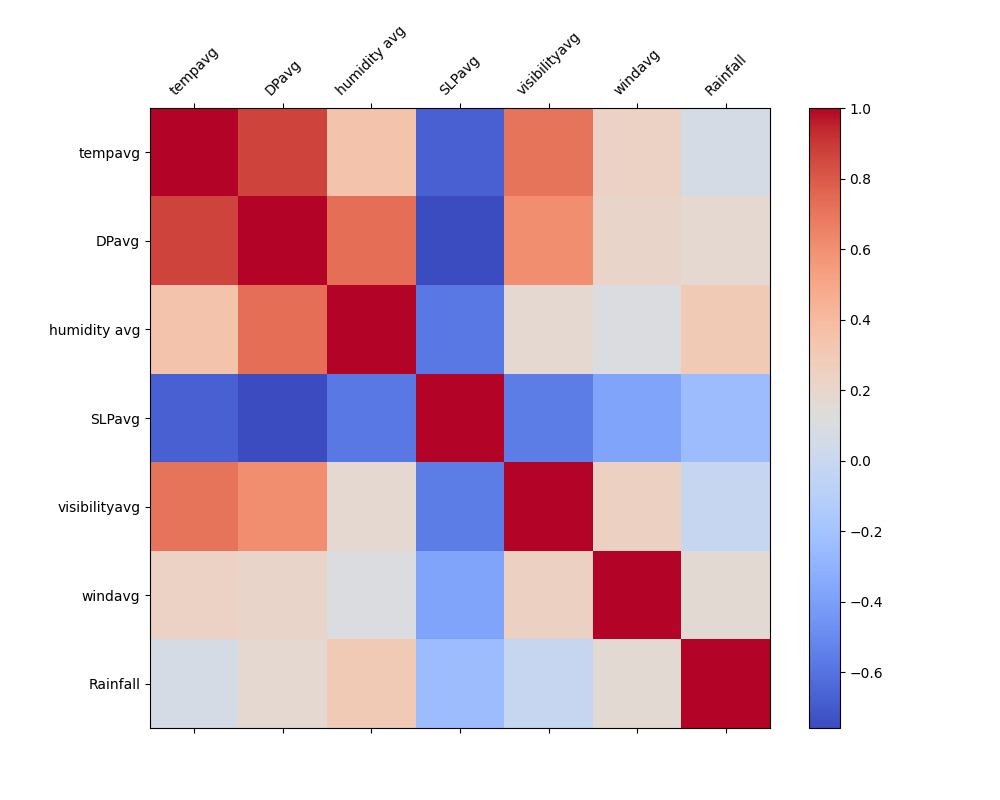 tempavg
DPavg
humidity avg
SLPavg
visibilityavg
windavg
Rainfall
tempavg
DPavg
humidity avg
SLPavg
visibilityavg
windavg
Rainfall
1.0
0.8
0.6
0.4
0.2
0.0
−0.2
−0.4
−0.6